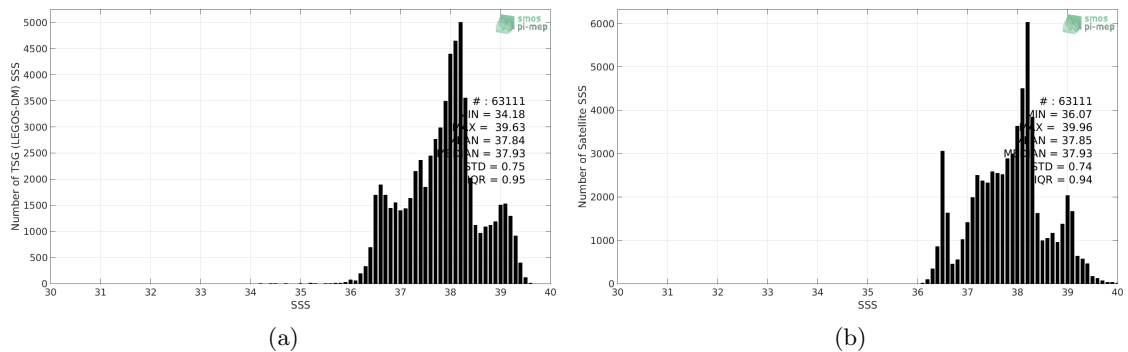 5000
4500
4000
3500
3000
2500
2000
1500
1000
500
0
Number of TSG (LEGOS-DM) SSS
30 31 32 33 34 35 36 37 38 39 40
SSS
smos
pi-mep
# : 63111
MIN = 34.18
MAX = 39.63
MEAN = 37.84
MEDIAN = 37.93
STD = 0.75
IQR = 0.95
(a)
6000
5000
4000
3000
2000
1000
0
Number of Satellite SSS
30 31 32 33 34 35 36 37 38 39 40
SSS
smos
pi-mep
# : 63111
MIN = 36.07
MAX = 39.96
MEAN = 37.85
MEDIAN = 37.93
STD = 0.74
IQR = 0.94
(b)